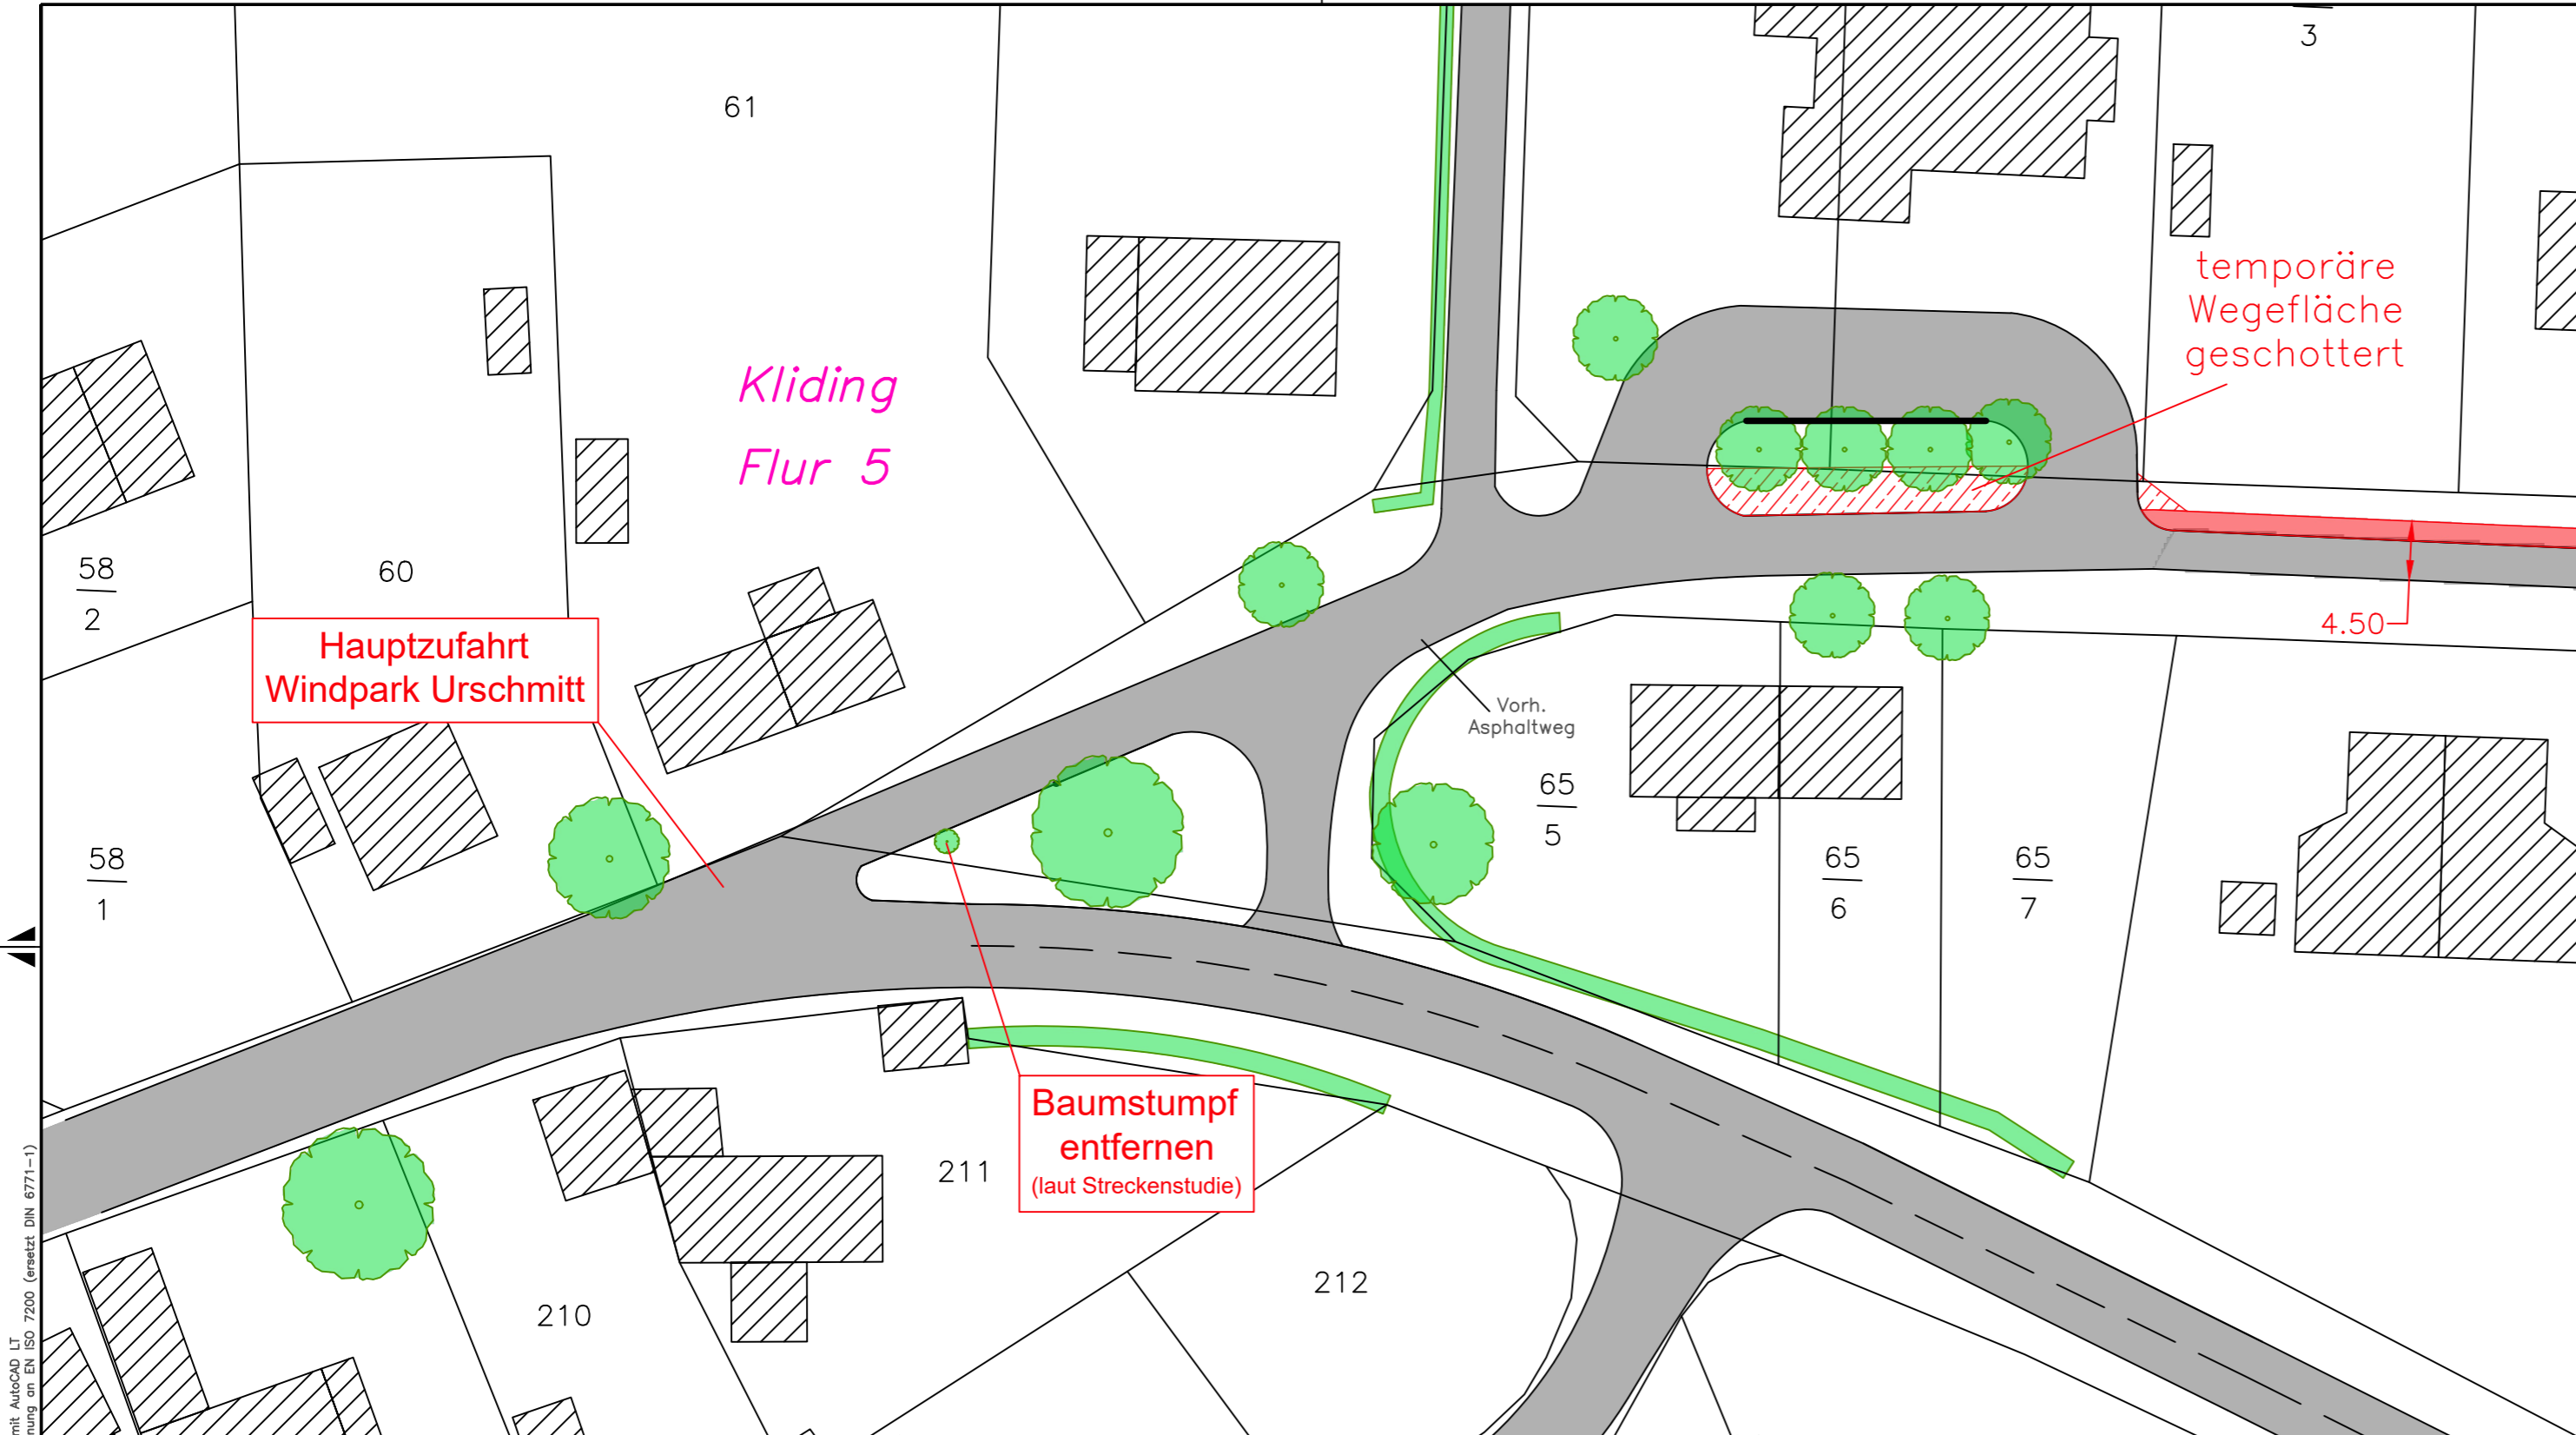 61
3
temporäre
Wegefläche
geschottert
Kliding
Flur 5
58
2
60
4.50
Hauptzufahrt
Windpark Urschmitt
Vorh.
Asphaltweg
65
5
65
6
65
7
58
1
Baumstumpf
entfernen
(laut Streckenstudie)
211
212
210
mit AutoCAD LT
nung an EN ISO 7200 (ersetzt DIN 6771-1)